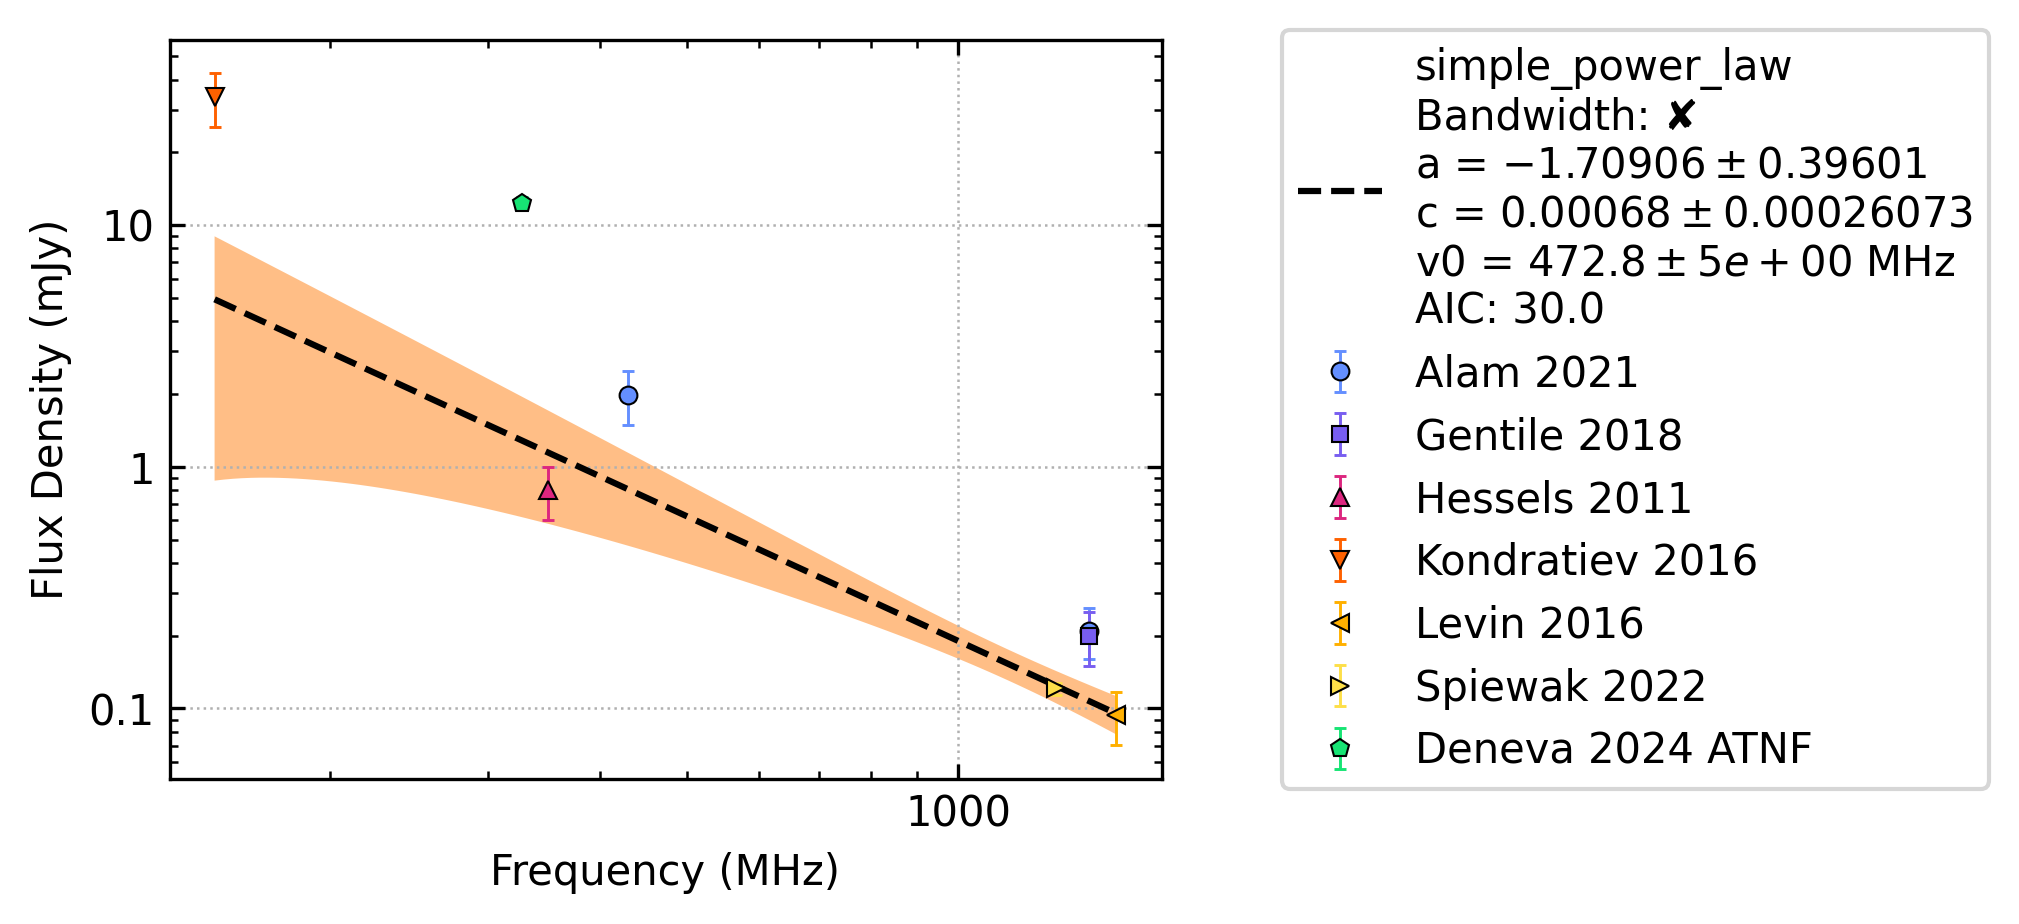 10
1
0.1
Flux Density (mJy)
1000
Frequency (MHz)
simple_power_law
Bandwidth: ✘
a = −1.70906 ± 0.39601
c = 0.00068 ± 0.00026073
v0 = 472.8 ± 5e + 00 MHz
AIC: 30.0
Alam 2021
Gentile 2018
Hessels 2011
Kondratiev 2016
Levin 2016
Spiewak 2022
Deneva 2024 ATNF